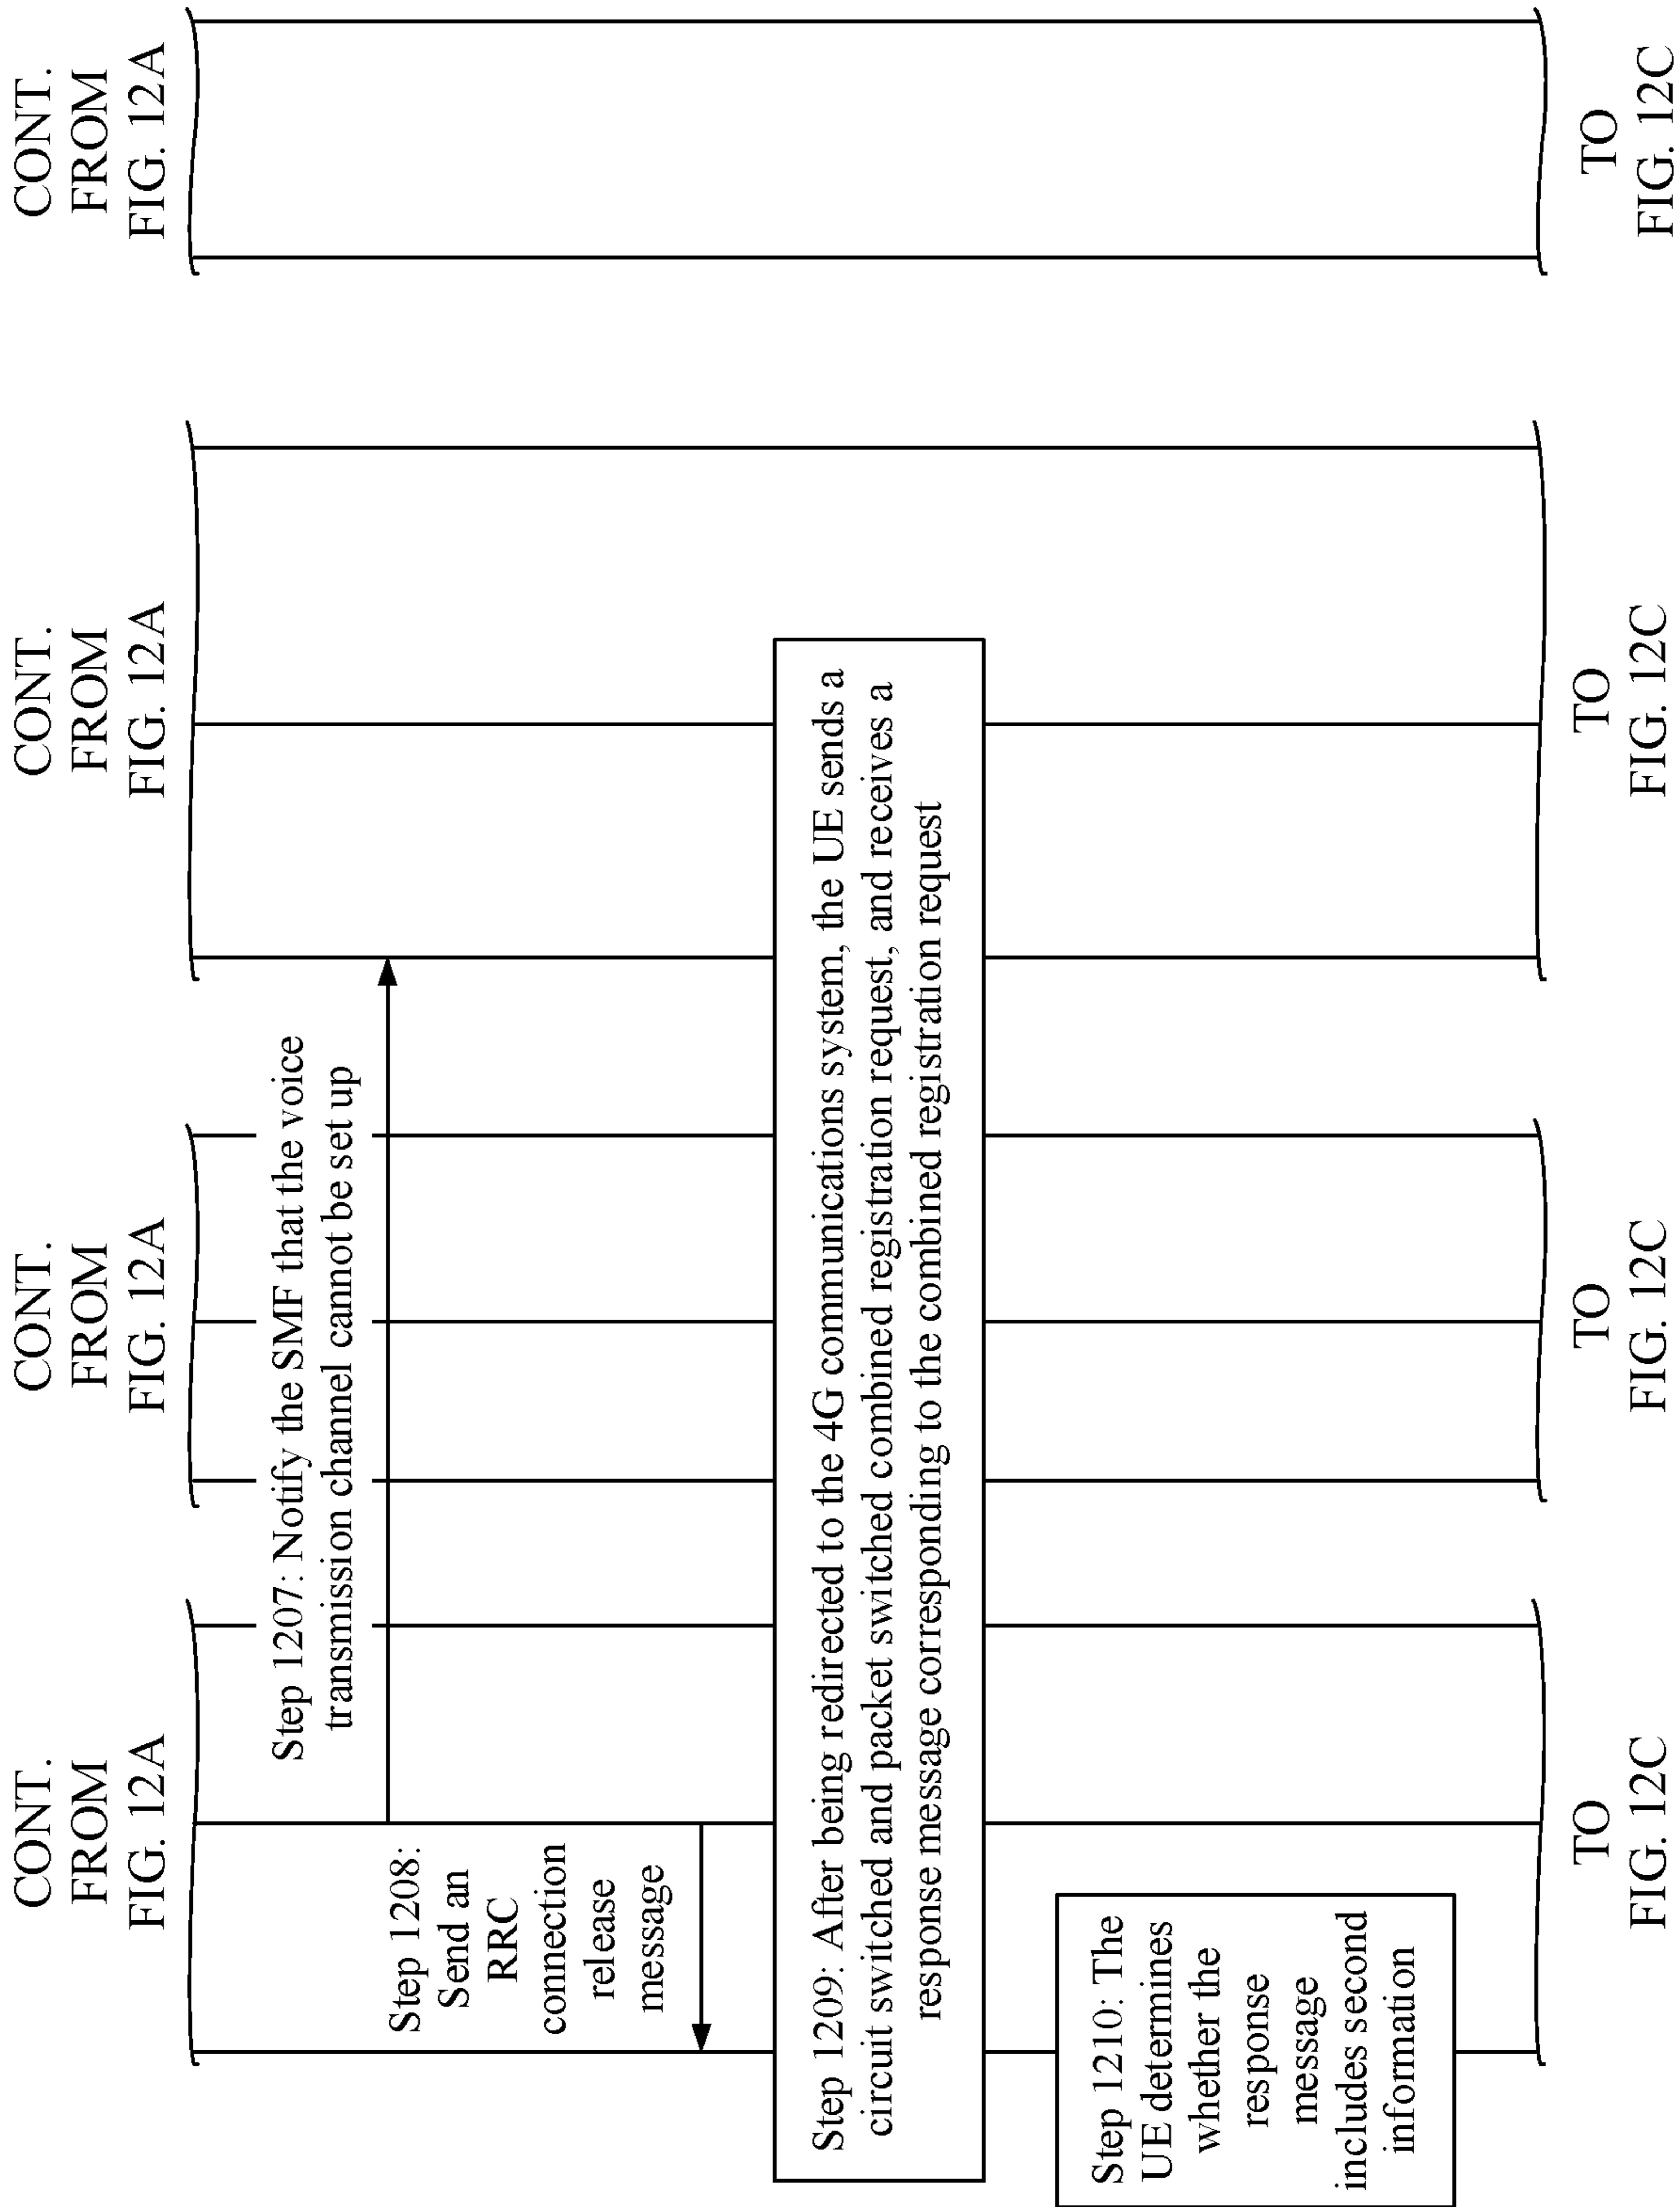 CONT.
FROM
FIG. 12A
CONT.
FROM
FIG. 12A
CONT.
FROM
FIG. 12A
CONT.
FROM
FIG. 12A
Step 1207: Notify the SMF that the voice
transmission channel cannot be set up
Step 1208:
Send an
RRC
connection
release
message
Step 1209: After being redirected to the 4G communications system, the UE sends a
circuit switched and packet switched combined registration request, and receives a
response message corresponding to the combined registration request
Step 1210: The
UE determines
whether the
response
message
includes second
information
TO
FIG. 12C
TO
FIG. 12C
TO
FIG. 12C
TO
FIG. 12C